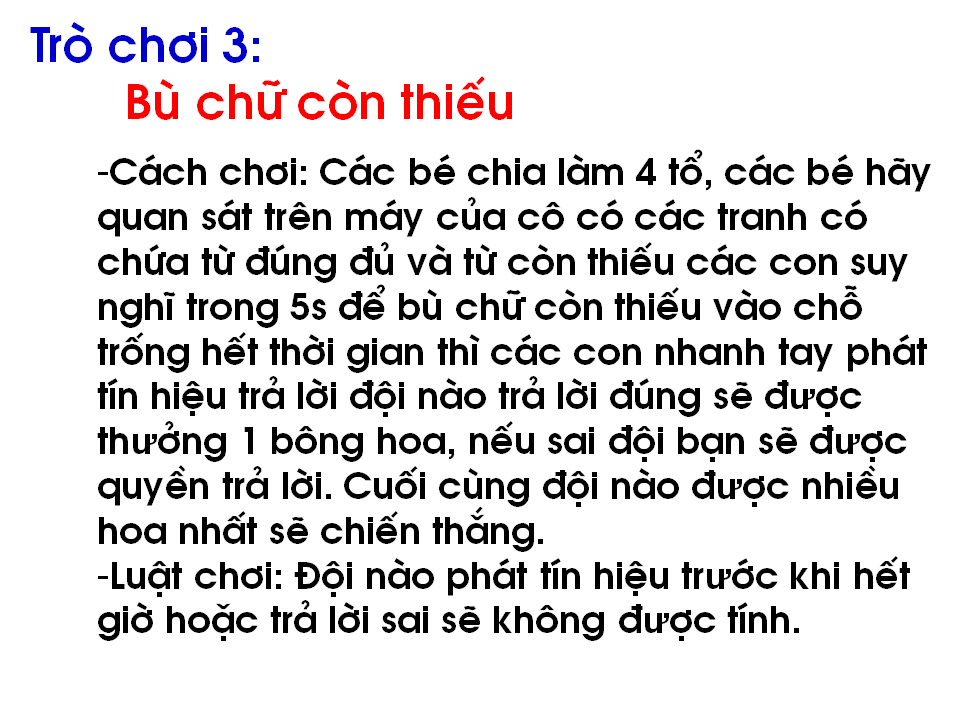 Trò chơi 3:
Bù chữ còn thiếu
-Cách chơi: Các bé chia làm 4 tổ, các bé hãy
quan sát trên máy của cô có các tranh có
chứa từ đúng đủ và từ còn thiếu các con suy
nghĩ trong 5s để bù chữ còn thiếu vào chỗ
trống hết thời gian thì các con nhanh tay phát
tín hiệu trả lời đội nào trả lời đúng sẽ được
thưởng 1 bông hoa, nếu sai đội bạn sẽ được
quyền trả lời. Cuối cùng đội nào được nhiều
hoa nhất sẽ chiến thắng.
-Luật chơi: Đội nào phát tín hiệu trước khi hết
giờ hoặc trả lời sai sẽ không được tính.